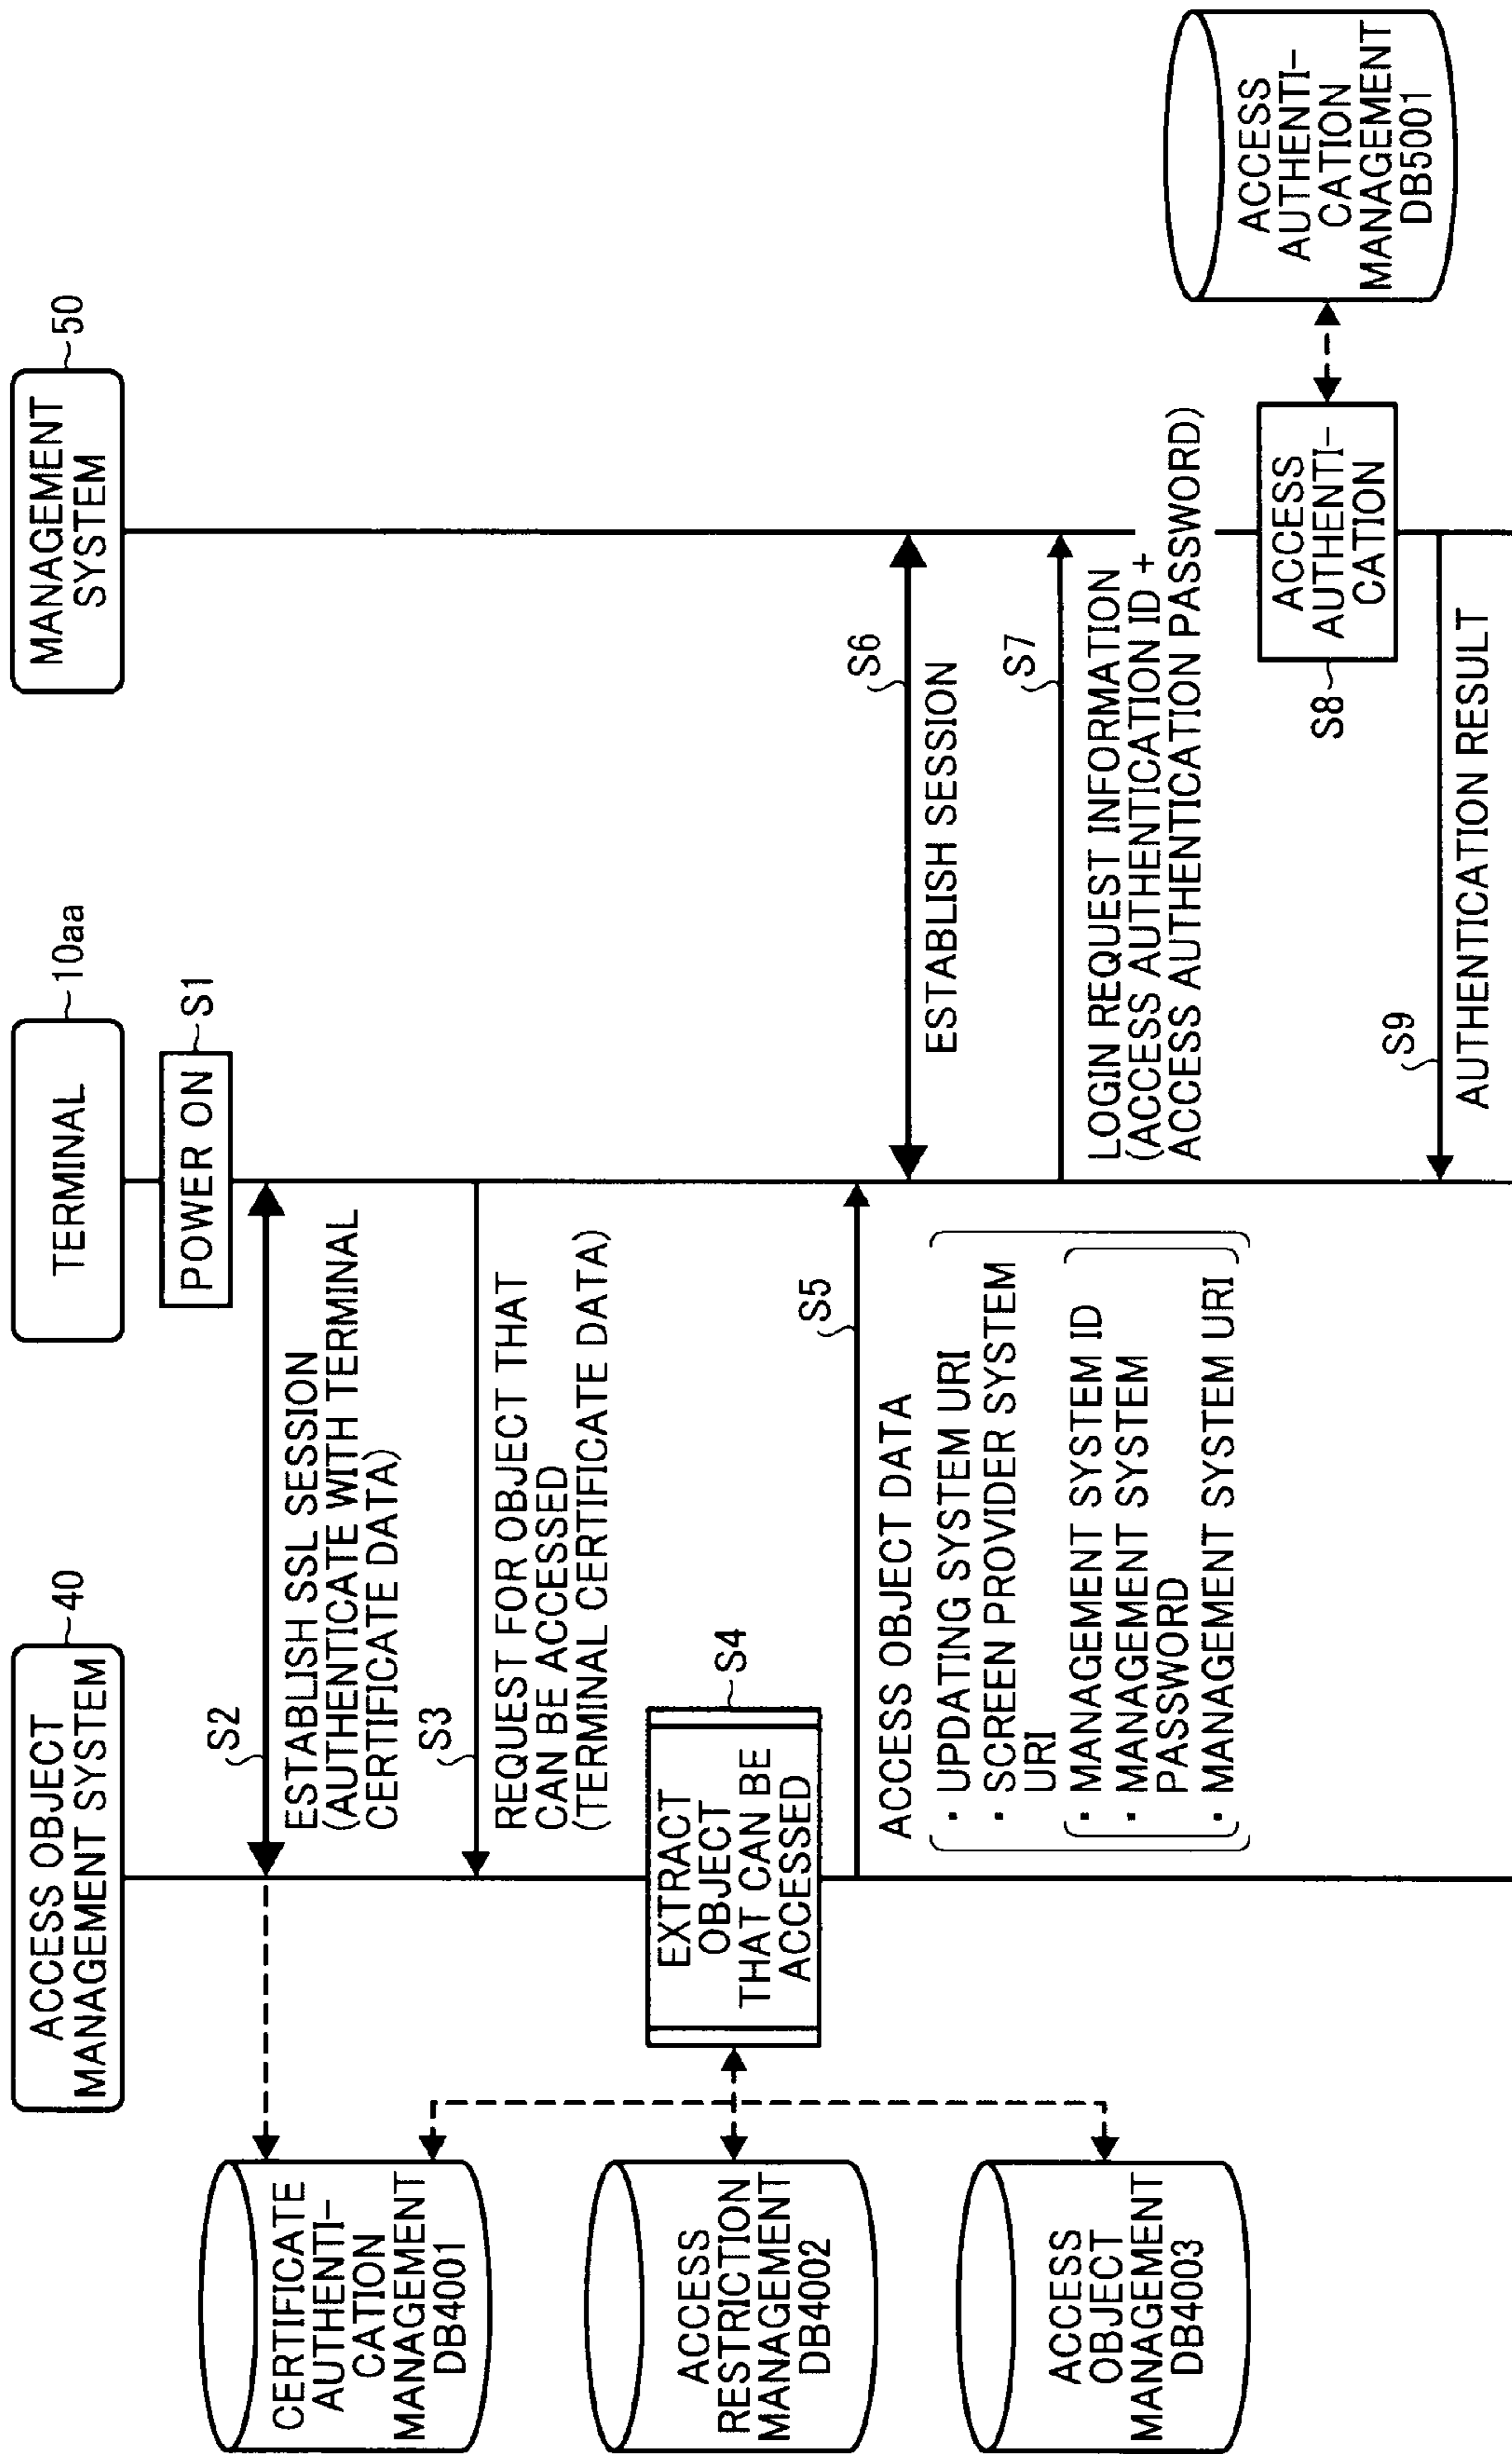 ACCESS OBJECT
MANAGEMENT SYSTEM
40
TERMINAL
10aa
MANAGEMENT
SYSTEM
50
POWER ON
S1
S2
ESTABLISH SSL SESSION
(AUTHENTICATE WITH TERMINAL
CERTIFICATE DATA)
CERTIFICATE
AUTHENTI-
CATION
MANAGEMENT
DB4001
S3
REQUEST FOR OBJECT THAT
CAN BE ACCESSED
(TERMINAL CERTIFICATE DATA)
EXTRACT
OBJECT
THAT CAN BE
ACCESSED
S4
ACCESS
RESTRICTION
MANAGEMENT
DB4002
S5
ACCESS OBJECT DATA
· UPDATING SYSTEM URI
· SCREEN PROVIDER SYSTEM
URI
· MANAGEMENT SYSTEM ID
· MANAGEMENT SYSTEM
PASSWORD
· MANAGEMENT SYSTEM URI
ACCESS
OBJECT
MANAGEMENT
DB4003
S6
ESTABLISH SESSION
S7
LOGIN REQUEST INFORMATION
(ACCESS AUTHENTICATION ID +
ACCESS AUTHENTICATION PASSWORD)
S8
ACCESS
AUTHENTI-
CATION
ACCESS
AUTHENTI-
CATION
MANAGEMENT
DB5001
S9
AUTHENTICATION RESULT